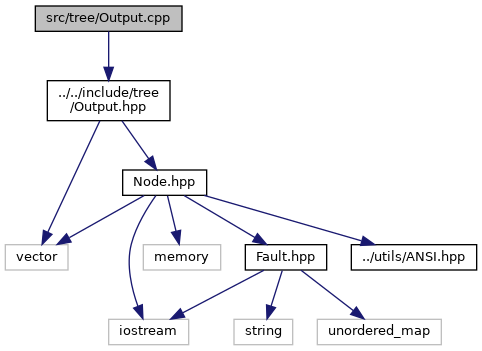 src/tree/Output.cpp
../../include/tree
/Output.hpp
Node.hpp
vector
memory
Fault.hpp
../utils/ANSI.hpp
iostream
string
unordered_map